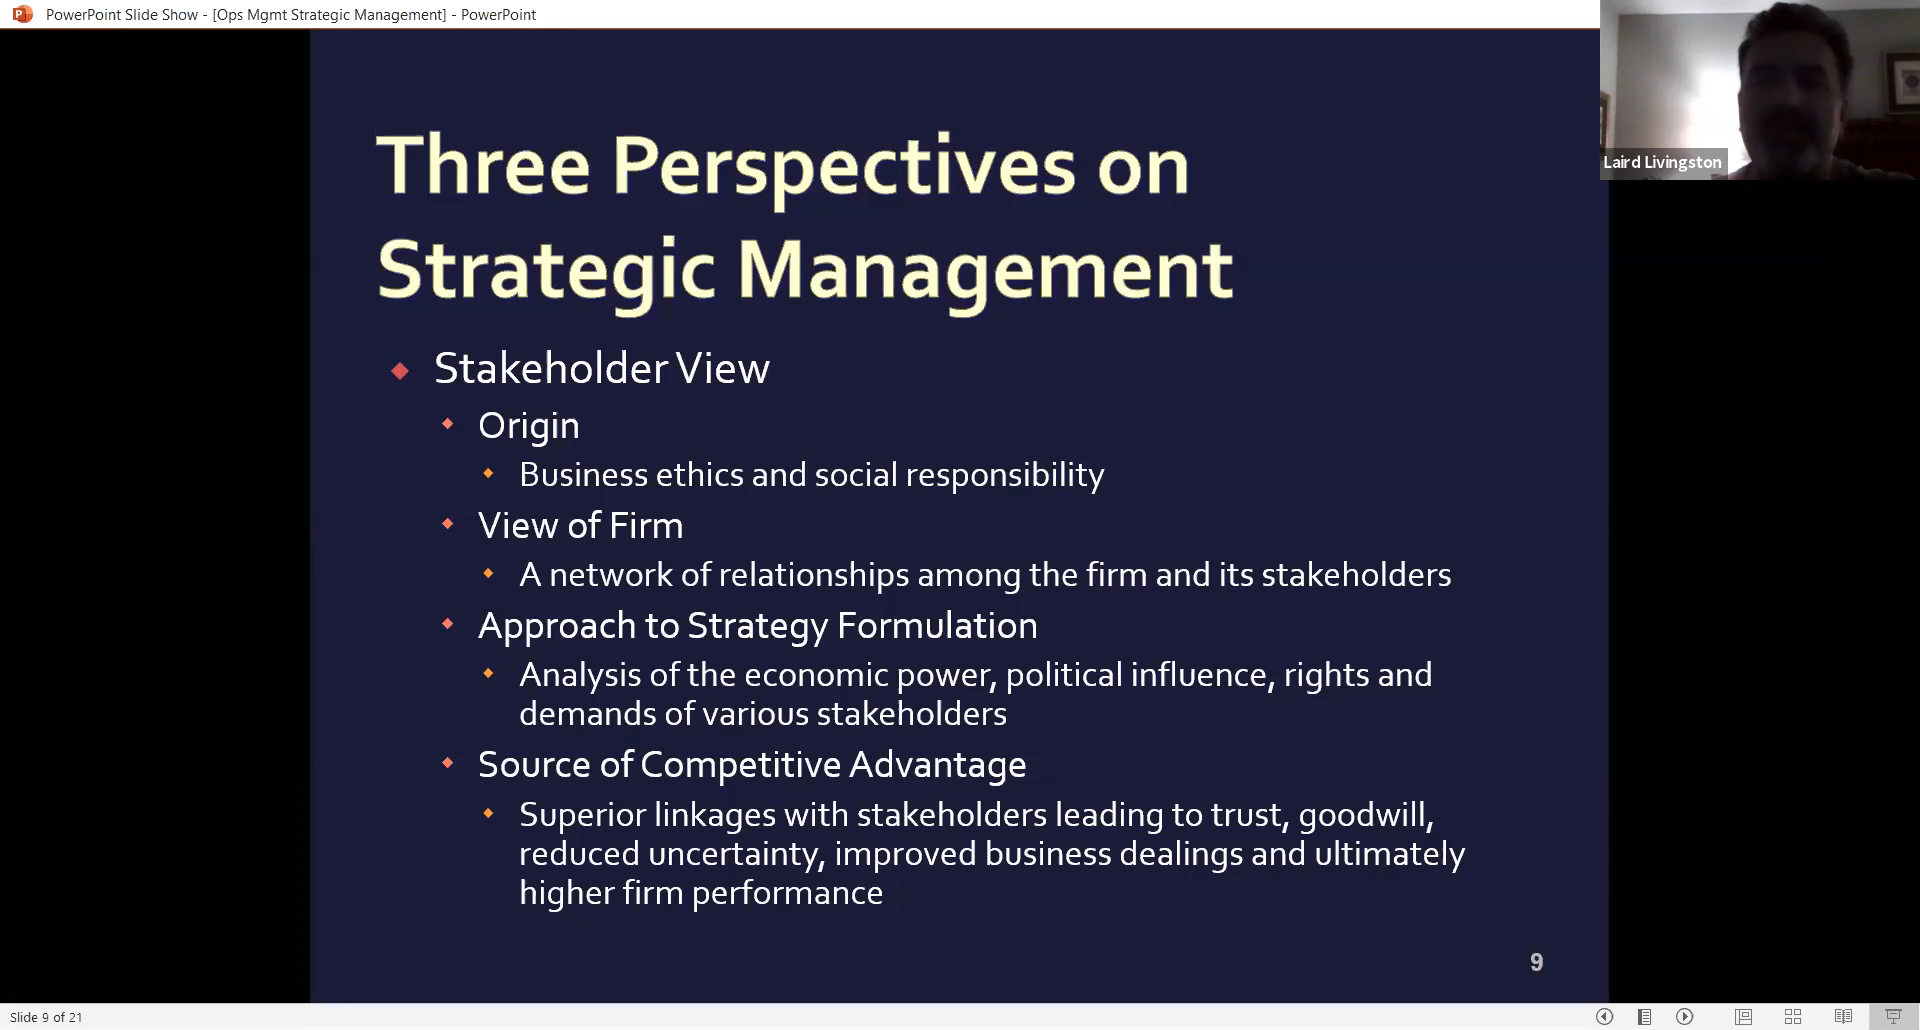 PowerPoint Slide Show - [Ops Mgmt Strategic Management] - PowerPoint
Laird Livingston
Three Perspectives on
Strategic Management
Stakeholder View
Origin
Business ethics and social responsibility
View of Firm
A network of relationships among the firm and its stakeholders
Approach to Strategy Formulation
Analysis of the economic power, political influence, rights and
demands of various stakeholders
Source of Competitive Advantage
Superior linkages with stakeholders leading to trust, goodwill,
reduced uncertainty, improved business dealings and ultimately
higher firm performance
9
Slide 9 of 21